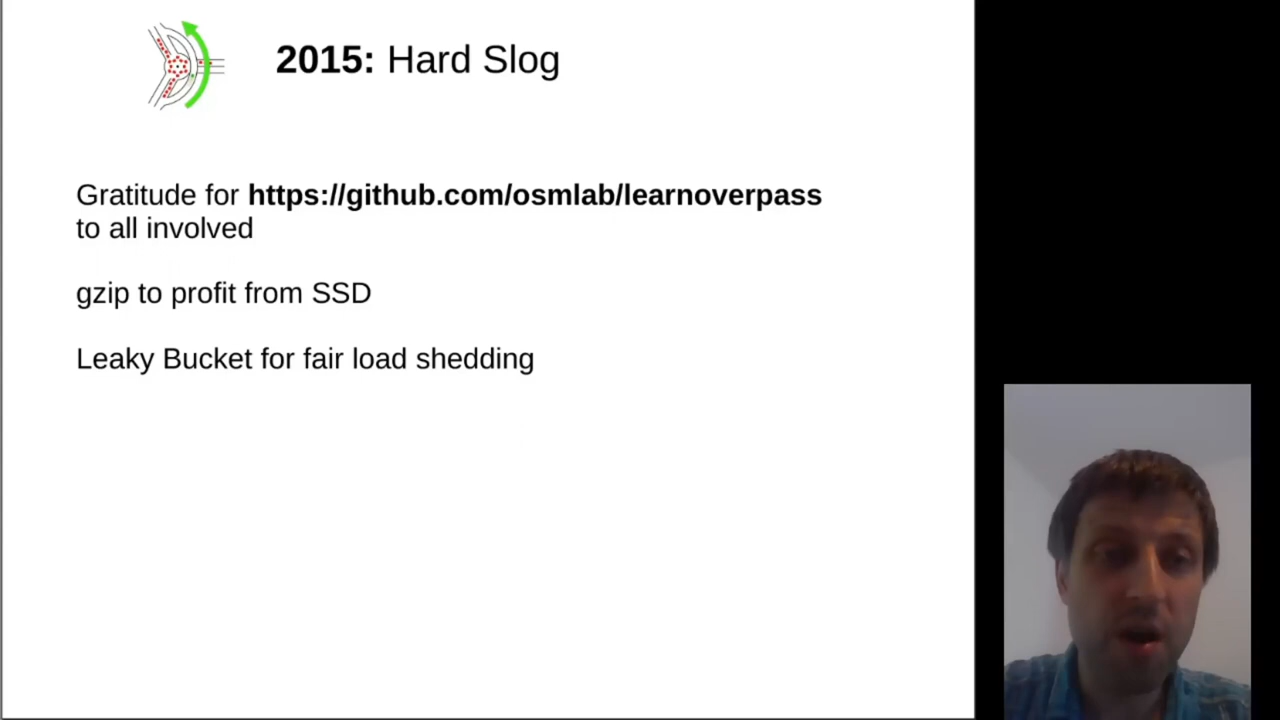 2015: Hard Slog
Gratitude for https://github.com/osmlab/learnoverpass
to all involved
gzip to profit from SSD
Leaky Bucket for fair load shedding